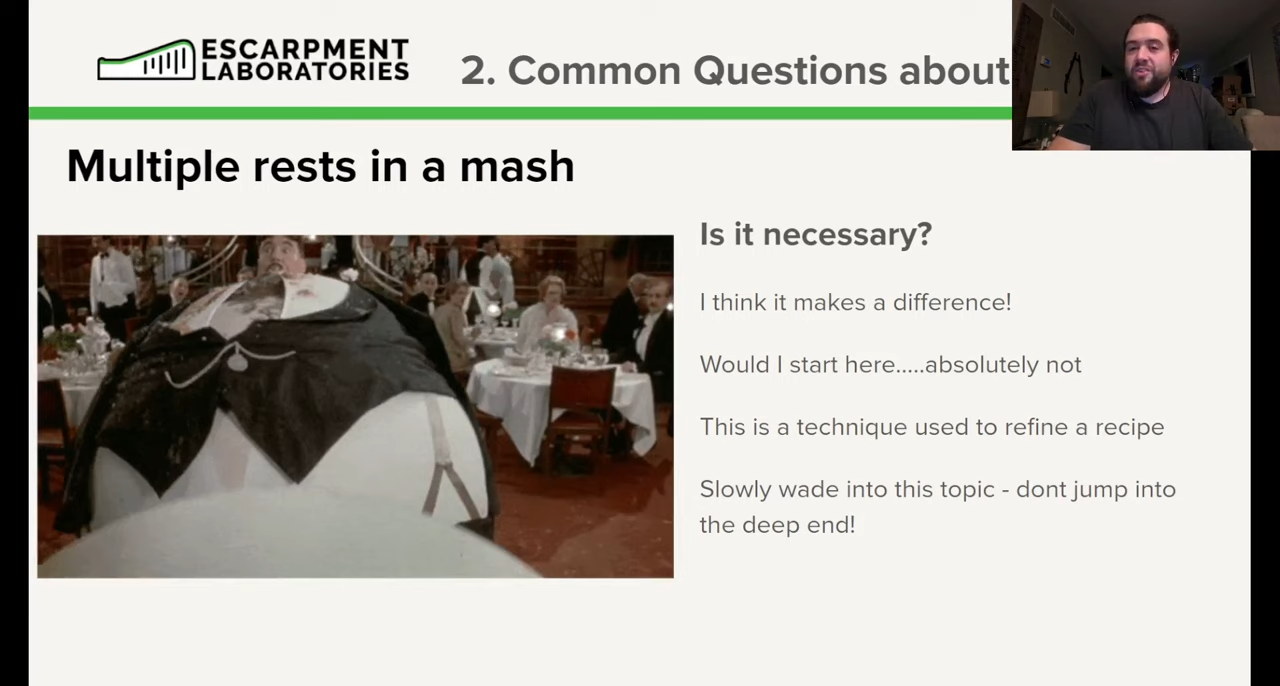 ESCARPMENT
LABORATORIES
2. Common Questions about
Multiple rests in a mash
Is it necessary?
I think it makes a difference!
Would I start here.....absolutely not
This is a technique used to refine a recipe
Slowly wade into this topic - dont jump into
the deep end!